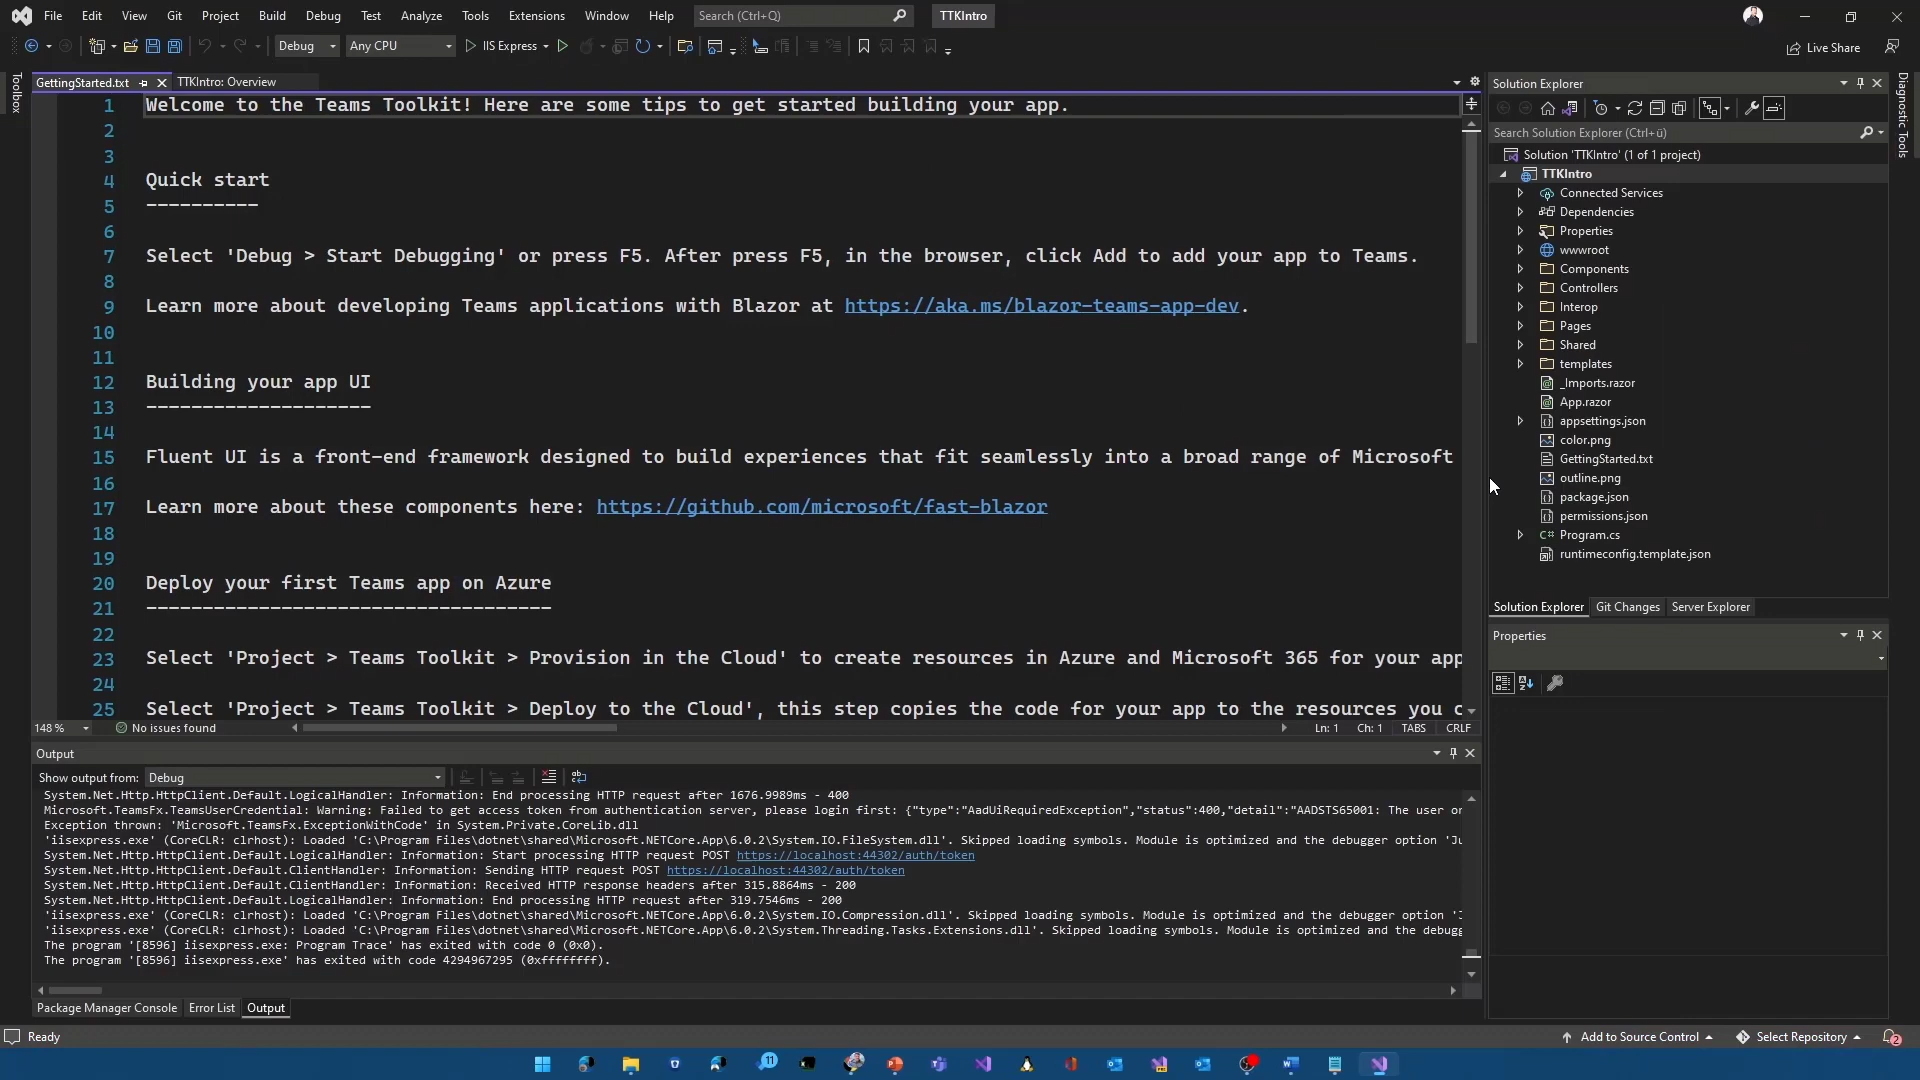 File Edit View Git Project Build Debug Test Analyze Tools Extensions Window Help Search (Ctrl+Q) TTKIntro
Debug Any CPU IIS Express Live Share
Toolbox
GettingStarted.txt TTKIntro: Overview
1 Welcome to the Teams Toolkit! Here are some tips to get started building your app.
2
3
4 Quick start
5 ----------
6
7 Select 'Debug > Start Debugging' or press F5. After press F5, in the browser, click Add to add your app to Teams.
8
9 Learn more about developing Teams applications with Blazor at https://aka.ms/blazor-teams-app-dev.
10
11
12 Building your app UI
13 --------------------
14
15 Fluent UI is a front-end framework designed to build experiences that fit seamlessly into a broad range of Microsoft
16
17 Learn more about these components here: https://github.com/microsoft/fast-blazor
18
19
20 Deploy your first Teams app on Azure
21 ------------------------------------
22
23 Select 'Project > Teams Toolkit > Provision in the Cloud' to create resources in Azure and Microsoft 365 for your app
24
25 Select 'Project > Teams Toolkit > Deploy to the Cloud', this step copies the code for your app to the resources you c
148 % No issues found Ln: 1 Ch: 1 TABS CRLF
Output
Show output from: Debug
System.Net.Http.HttpClient.Default.LogicalHandler: Information: End processing HTTP request after 1676.9989ms - 400
Microsoft.TeamsFx.TeamsUserCredential: Warning: Failed to get access token from authentication server, please login first: {"type":"AadUiRequiredException","status":400,"detail":"AADSTS65001: The user or
Exception thrown: 'Microsoft.TeamsFx.ExceptionWithCode' in System.Private.CoreLib.dll
'iisexpress.exe' (CoreCLR: clrhost): Loaded 'C:\Program Files\dotnet\shared\Microsoft.NETCore.App\6.0.2\System.IO.FileSystem.dll'. Skipped loading symbols. Module is optimized and the debugger option 'Ju
System.Net.Http.HttpClient.Default.LogicalHandler: Information: Start processing HTTP request POST https://localhost:44302/auth/token
System.Net.Http.HttpClient.Default.ClientHandler: Information: Sending HTTP request POST https://localhost:44302/auth/token
System.Net.Http.HttpClient.Default.ClientHandler: Information: Received HTTP response headers after 315.8864ms - 200
System.Net.Http.HttpClient.Default.LogicalHandler: Information: End processing HTTP request after 319.7546ms - 200
'iisexpress.exe' (CoreCLR: clrhost): Loaded 'C:\Program Files\dotnet\shared\Microsoft.NETCore.App\6.0.2\System.IO.Compression.dll'. Skipped loading symbols. Module is optimized and the debugger option 'J
'iisexpress.exe' (CoreCLR: clrhost): Loaded 'C:\Program Files\dotnet\shared\Microsoft.NETCore.App\6.0.2\System.Threading.Tasks.Extensions.dll'. Skipped loading symbols. Module is optimized and the debugg
The program '[8596] iisexpress.exe: Program Trace' has exited with code 0 (0x0).
The program '[8596] iisexpress.exe' has exited with code 4294967295 (0xffffffff).
Package Manager Console Error List Output
Solution Explorer
Search Solution Explorer (Ctrl+ü)
Solution 'TTKIntro' (1 of 1 project)
TTKIntro
Connected Services
Dependencies
Properties
wwwroot
Components
Controllers
Interop
Pages
Shared
templates
_Imports.razor
App.razor
appsettings.json
color.png
GettingStarted.txt
outline.png
package.json
permissions.json
C# Program.cs
runtimeconfig.template.json
Solution Explorer Git Changes Server Explorer
Properties
Diagnostic Tools
Ready Add to Source Control Select Repository 2
11